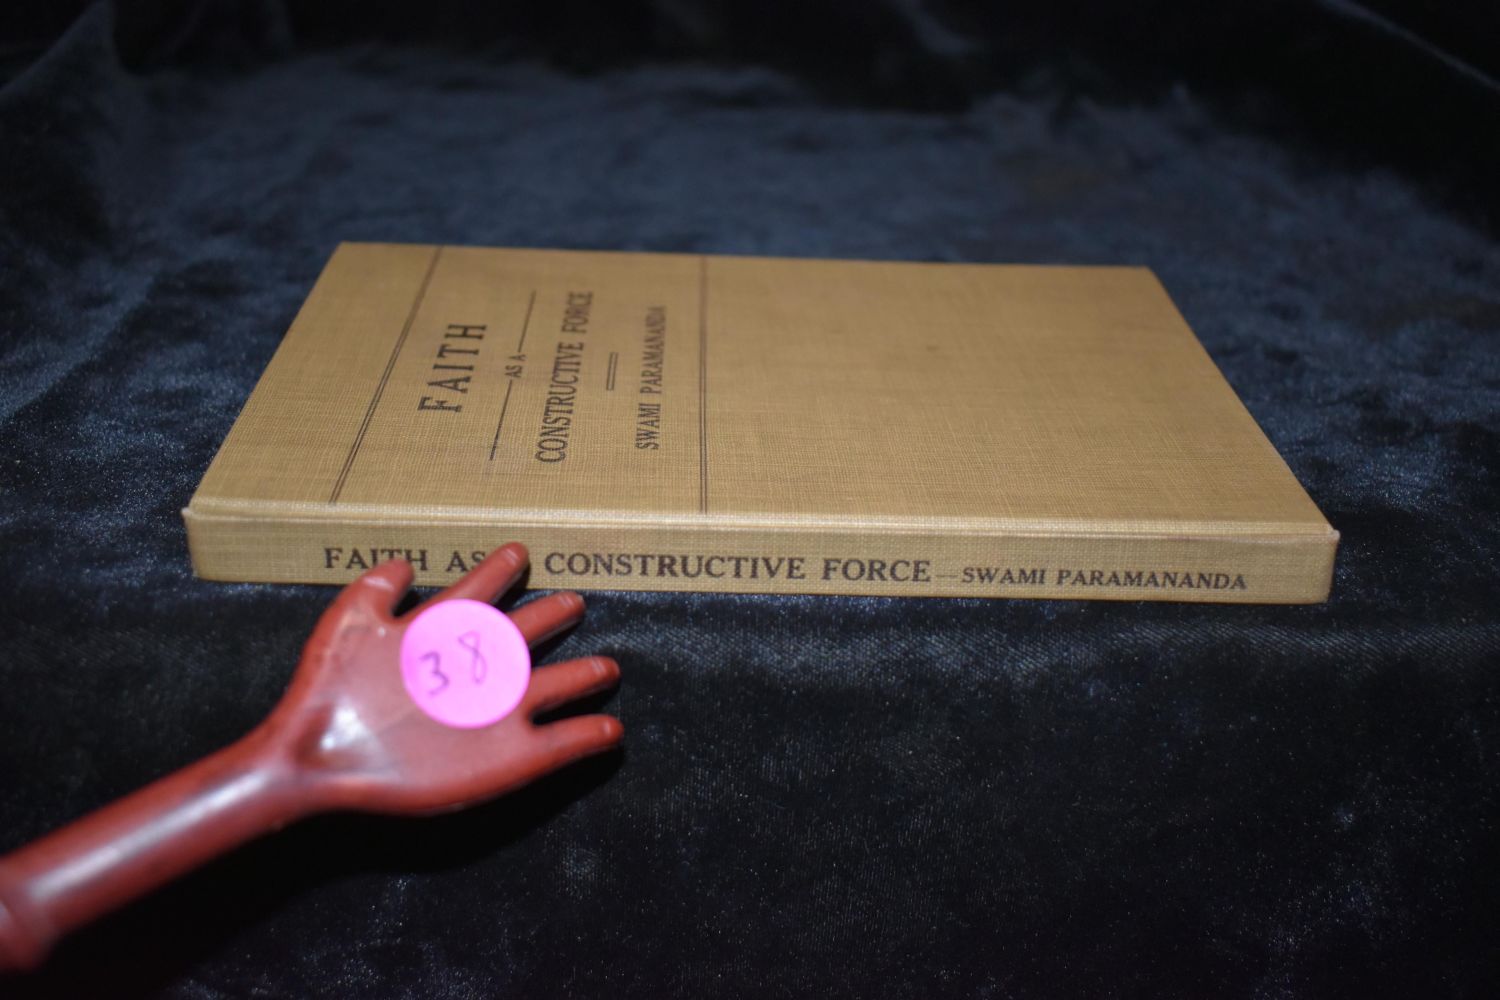 FAITH
AS A
CONSTRUCTIVE FORCE
SWAMI PARAMANANDA
FAITH AS CONSTRUCTIVE FORCE—SWAMI PARAMANANDA
38